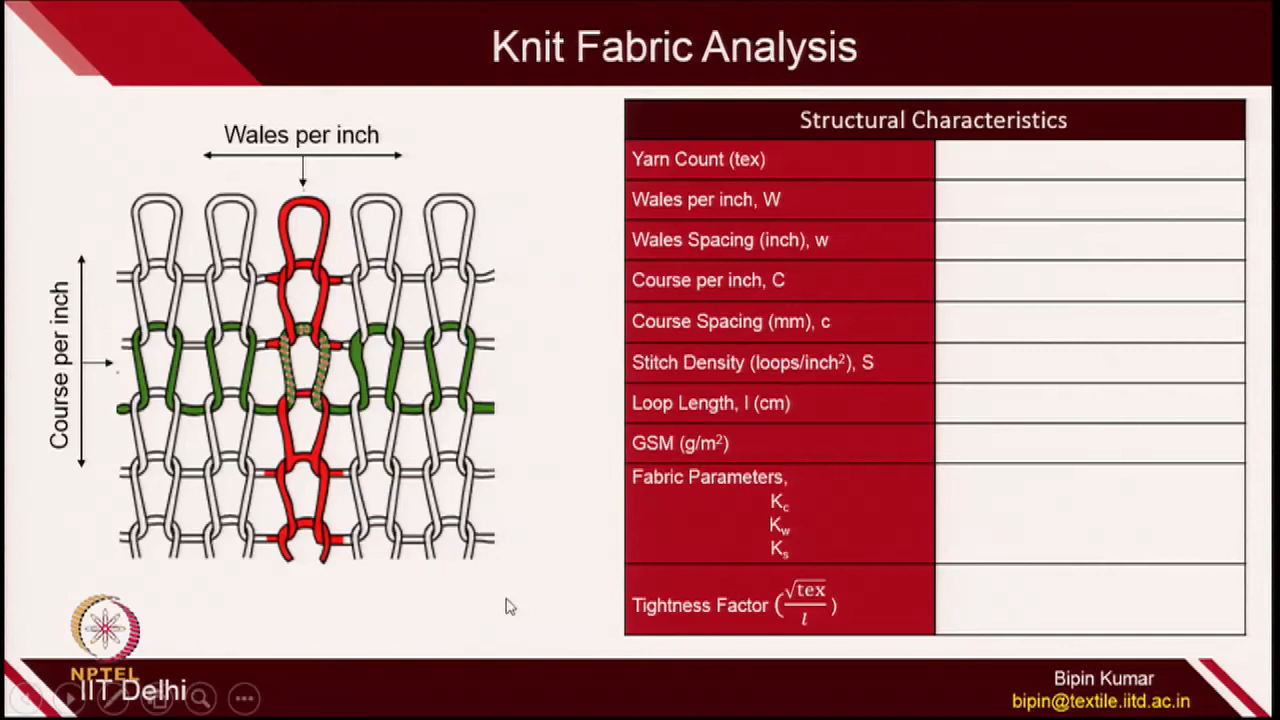 Knit Fabric Analysis
Wales per inch
Course per inch
Structural Characteristics
Yarn Count (tex)
Wales per inch, W
Wales Spacing (inch), w
Course per inch, C
Course Spacing (mm), c
Stitch Density (loops/inch²), S
Loop Length, l (cm)
GSM (g/m²)
Fabric Parameters,
Kc
Kw
Ks
Tightness Factor (√tex/l)
NPTEL
IIT Delhi
Bipin Kumar
bipin@textile.iitd.ac.in